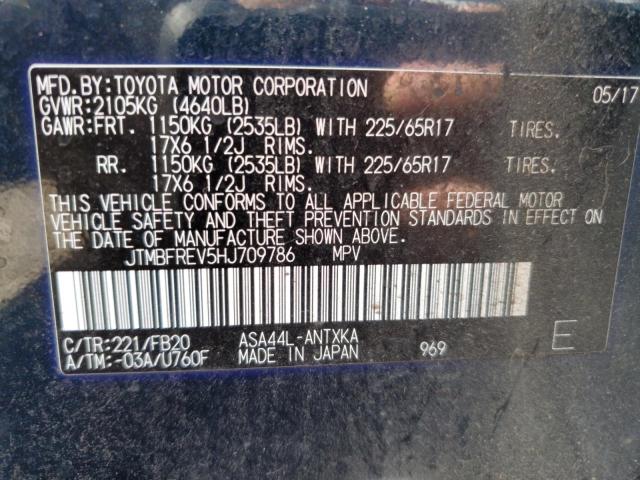 MFD.BY:TOYOTA MOTOR CORPORATION 05/17
GVWR:2105KG (4640LB)
GAWR:FRT. 1150KG (2535LB) WITH 225/65R17 TIRES.
17X6 1/2J RIMS.
RR. 1150KG (2535LB) WITH 225/65R17 TIRES.
17X6 1/2J RIMS.
THIS VEHICLE CONFORMS TO ALL APPLICABLE FEDERAL MOTOR
VEHICLE SAFETY AND THEFT PREVENTION STANDARDS IN EFFECT ON
THE DATE OF MANUFACTURE SHOWN ABOVE.
JTMBFREV5HJ709786 MPV
C/TR:221/FB20 ASA44L-ANTXKA
A/TM:-03A/U760F MADE IN JAPAN 969 E